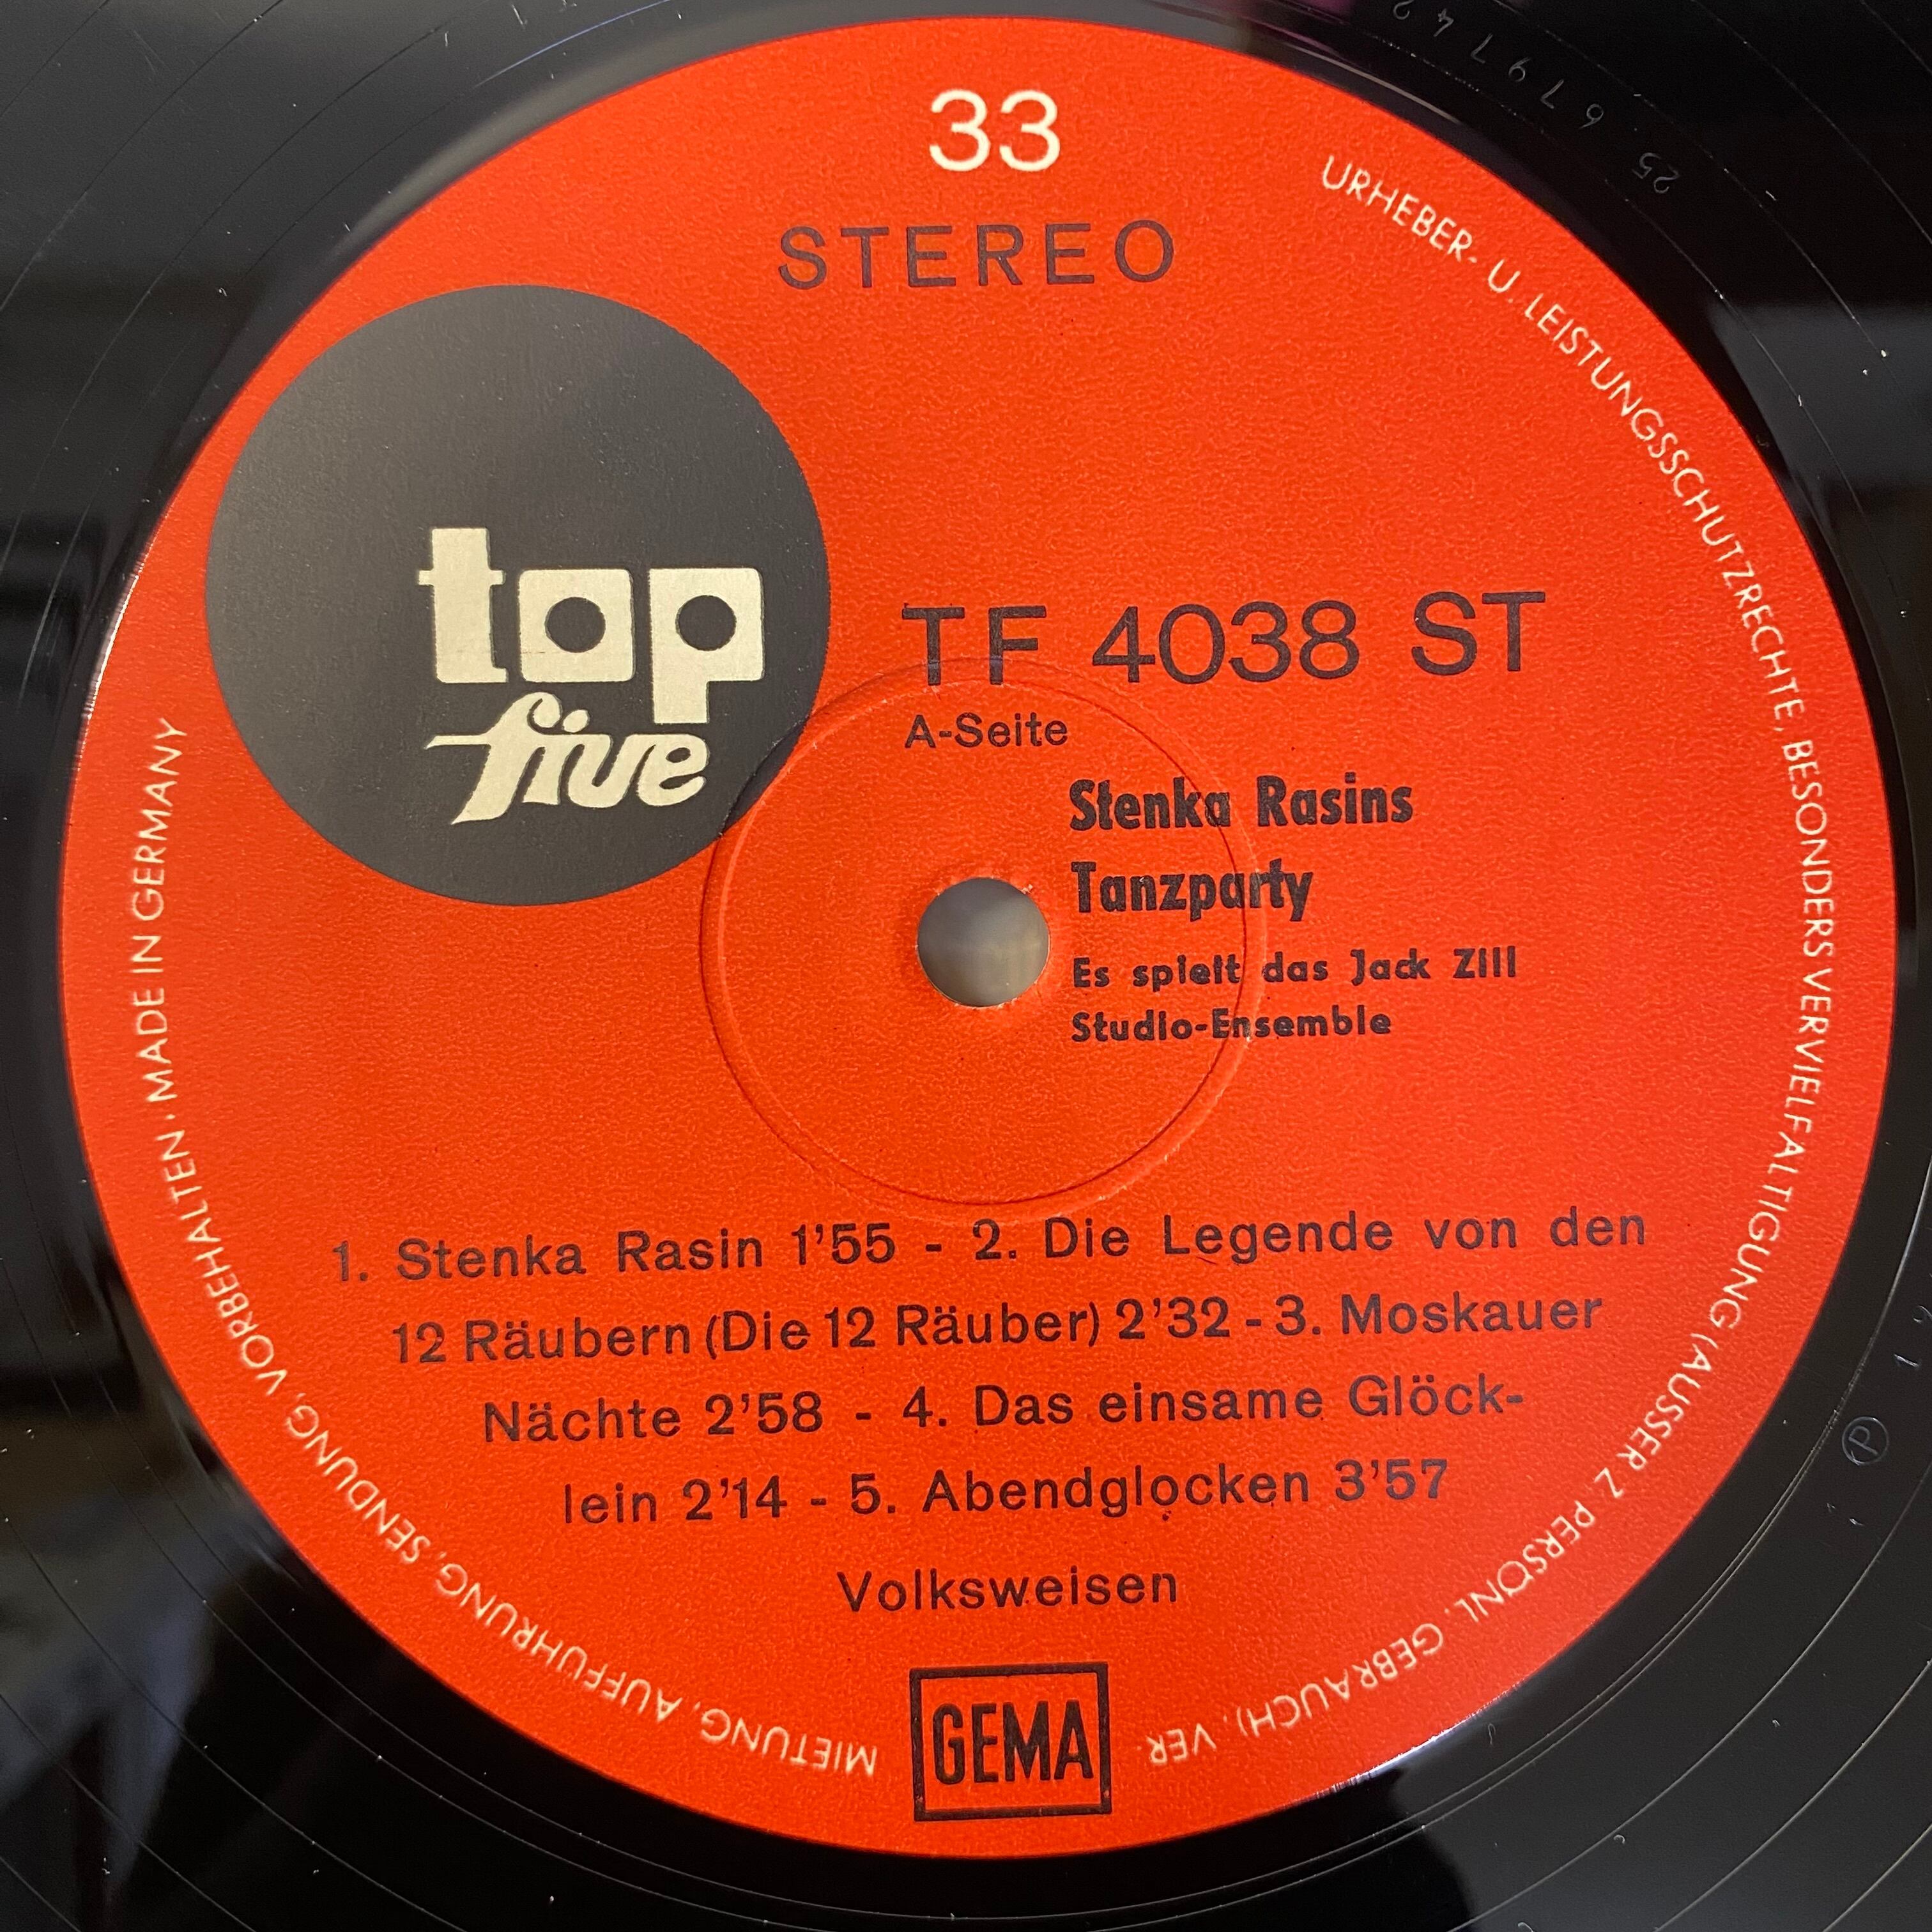 33
STEREO
top
five
TF 4038 ST
A-Seite
Stenka Rasins
Tanzparty
Es spielt das Jack Zill
Studio-Ensemble
1. Stenka Rasin 1'55 - 2. Die Legende von den
12 Räubern (Die 12 Räuber) 2'32 - 3. Moskauer
Nächte 2'58 - 4. Das einsame Glöck-
lein 2'14 - 5. Abendglocken 3'57
Volksweisen
GEMA
URHEBER- U. LEISTUNGSSCHUTZRECHTE, BESONDERS VERVIELFALTIGUNG (AUSSER Z. PERSÖNL. GEBRAUCH), VER
MIETUNG, AUFFUHRUNG, SENDUNG, VORBEHALTEN. MADE IN GERMANY
Ⓟ